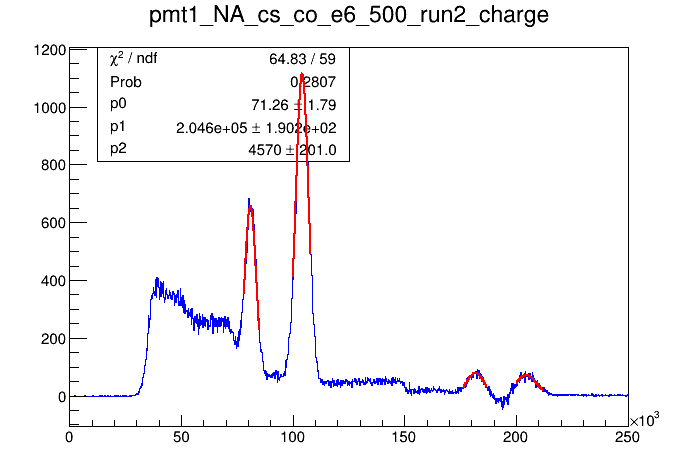 pmt1_NA_cs_co_e6_500_run2_charge
χ² / ndf 64.83 / 59
Prob 0.2807
p0 71.26 ± 1.79
p1 2.046e+05 ± 1.902e+02
p2 4570 ± 201.0
1200
1000
800
600
400
200
0
0 50 100 150 200 250
×10³